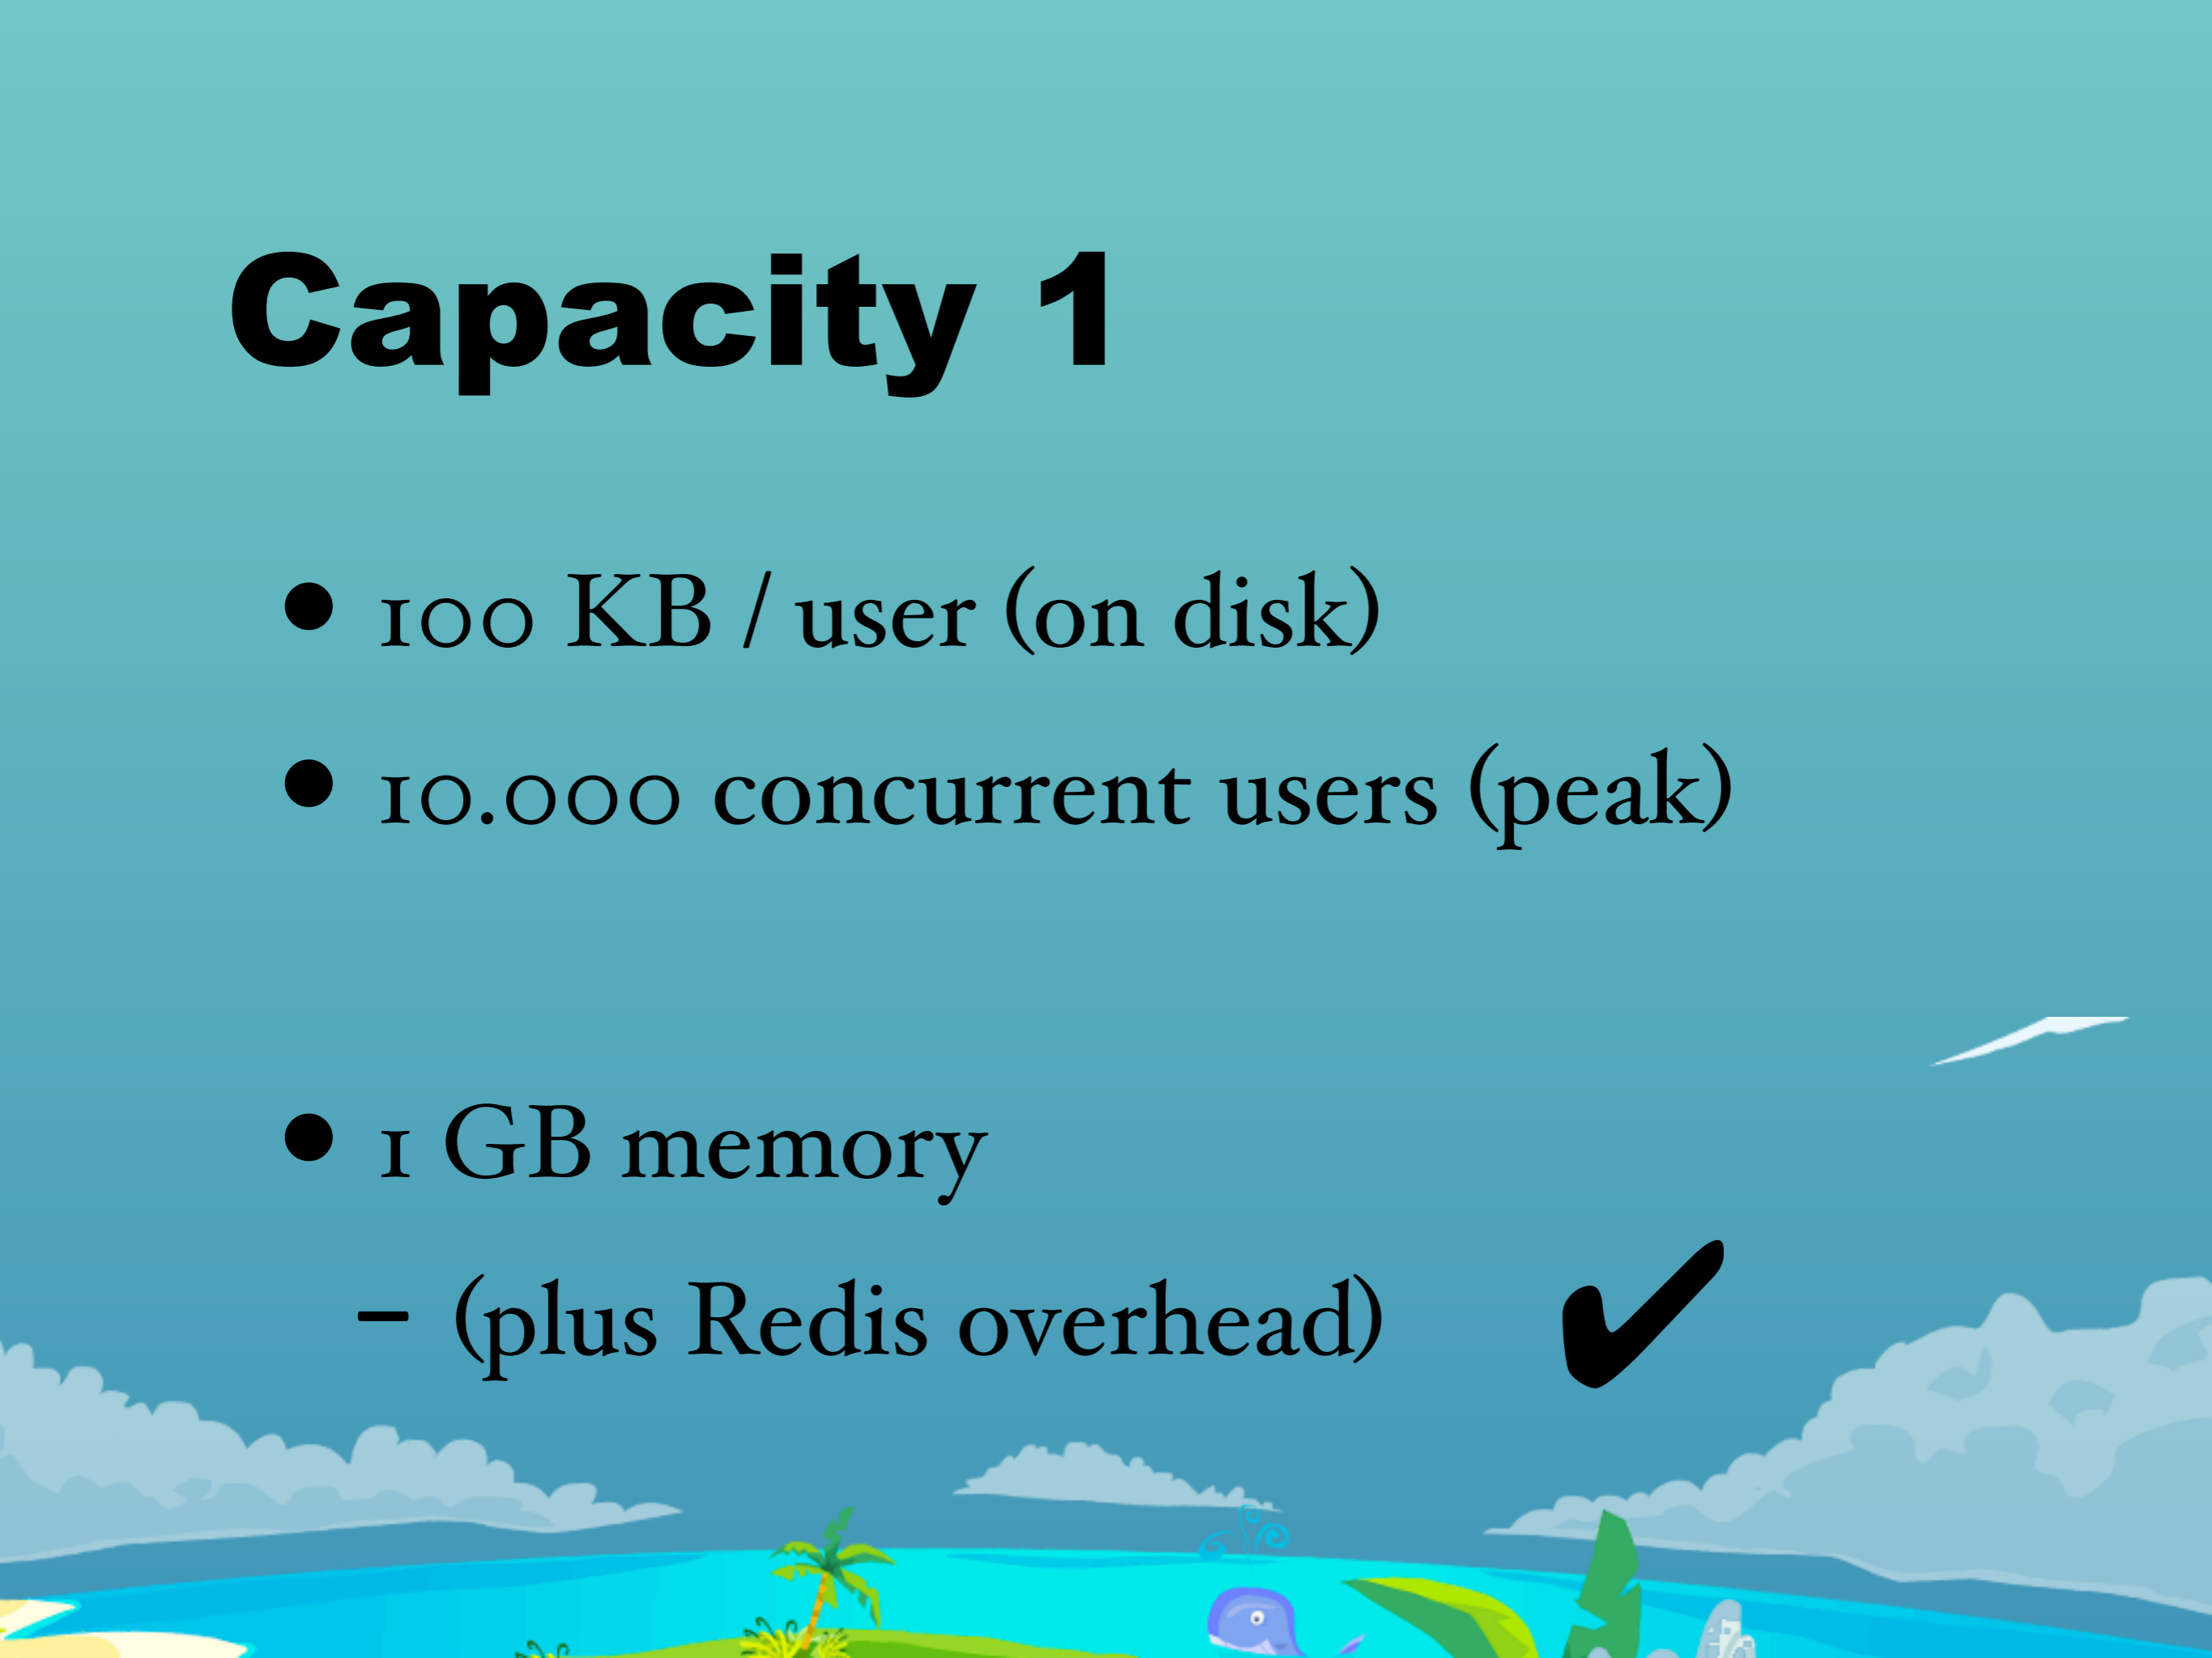 Capacity 1
• 100 KB / user (on disk)
• 10.000 concurrent users (peak)
• 1 GB memory
– (plus Redis overhead) ✔